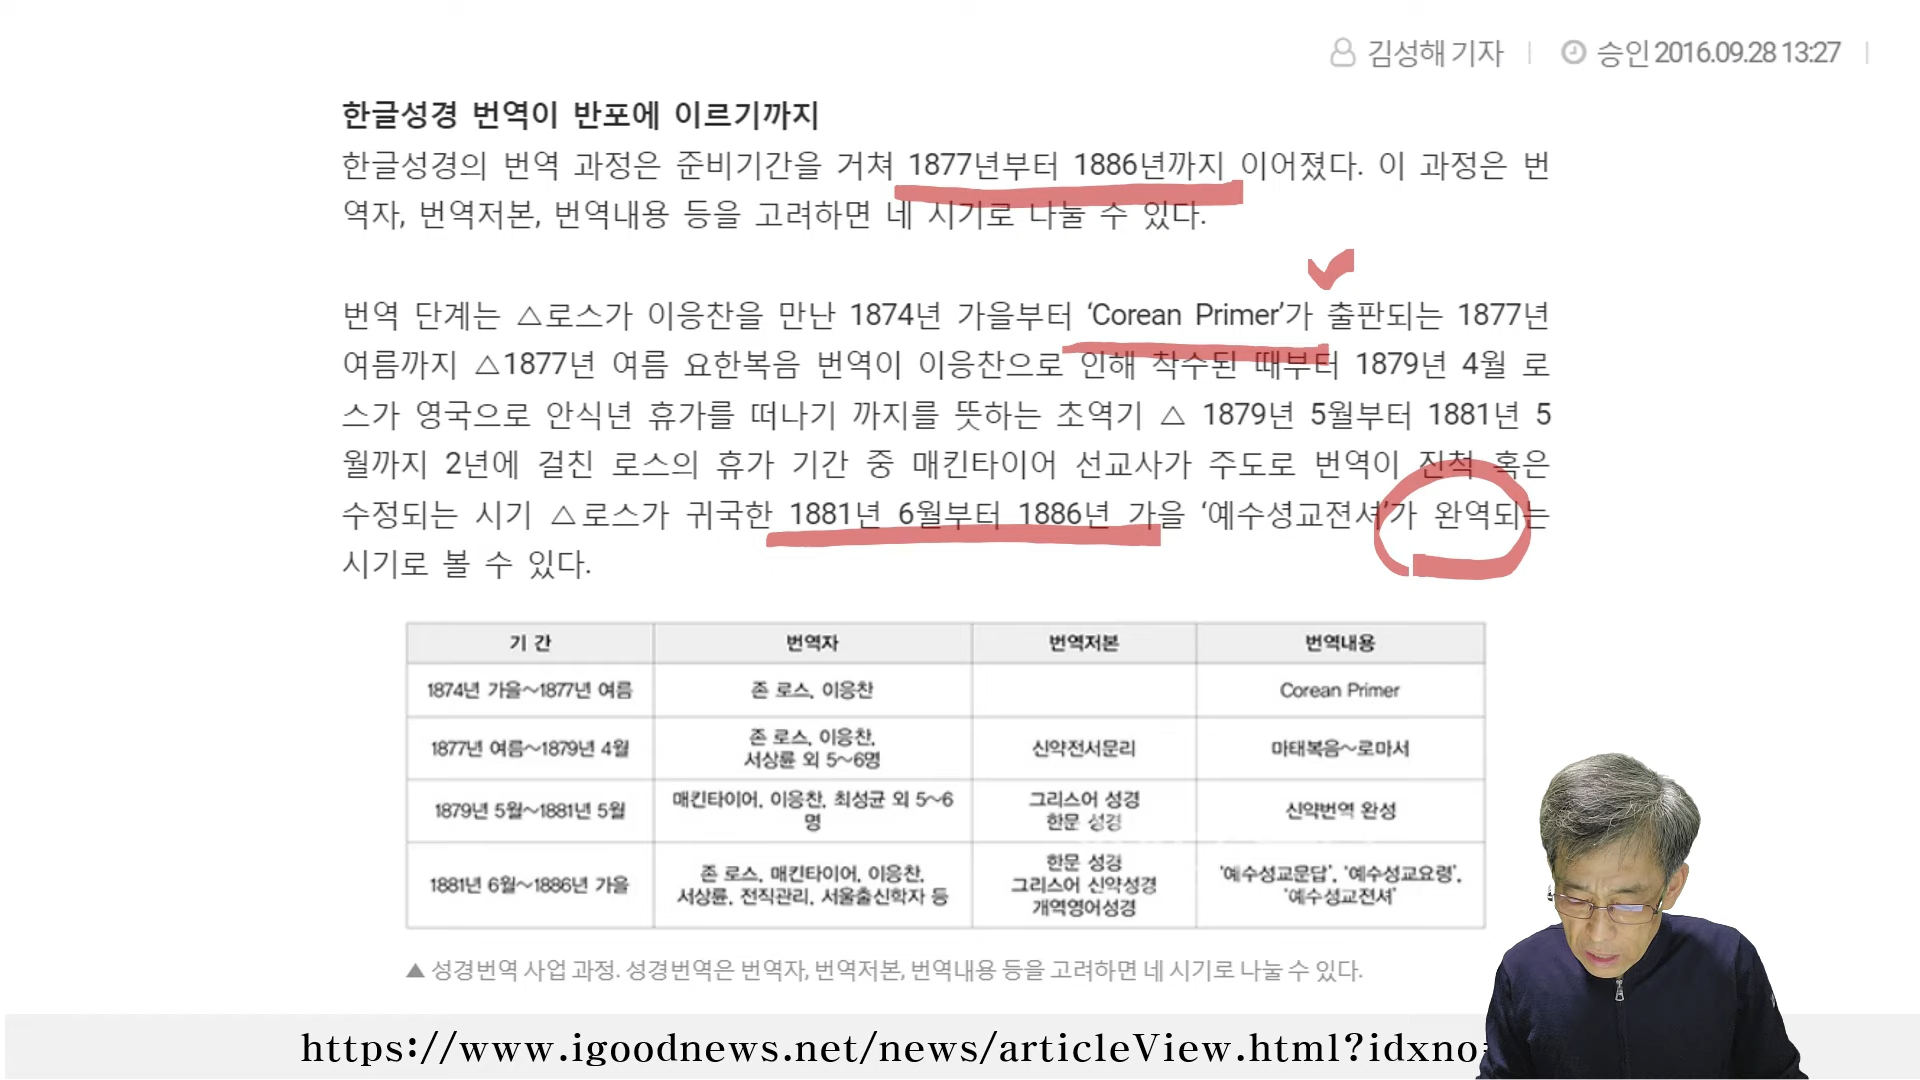 김성해 기자 | 승인 2016.09.28 13:27 |
한글성경 번역이 반포에 이르기까지
한글성경의 번역 과정은 준비기간을 거쳐 1877년부터 1886년까지 이어졌다. 이 과정은 번
역자, 번역저본, 번역내용 등을 고려하면 네 시기로 나눌 수 있다.
번역 단계는 △로스가 이응찬을 만난 1874년 가을부터 ‘Corean Primer’가 출판되는 1877년
여름까지 △1877년 여름 요한복음 번역이 이응찬으로 인해 착수된 때부터 1879년 4월 로
스가 영국으로 안식년 휴가를 떠나기 까지를 뜻하는 초역기 △ 1879년 5월부터 1881년 5
월까지 2년에 걸친 로스의 휴가 기간 중 매킨타이어 선교사가 주도로 번역이 진척 혹은
수정되는 시기 △로스가 귀국한 1881년 6월부터 1886년 가을 ‘예수셩교젼셔’가 완역되는
시기로 볼 수 있다.
기 간 번역자 번역저본 번역내용
1874년 가을~1877년 여름 존 로스, 이응찬 Corean Primer
1877년 여름~1879년 4월 존 로스, 이응찬, 서상륜 외 5~6명 신약전서문리 마태복음~로마서
1879년 5월~1881년 5월 매킨타이어, 이응찬, 최성균 외 5~6명 그리스어 성경 한문 성경 신약번역 완성
1881년 6월~1886년 가을 존 로스, 매킨타이어, 이응찬, 서상륜, 전직관리, 서울출신학자 등 한문 성경 그리스어 신약성경 개역영어성경 ‘예수성교문답’, ‘예수성교요령’, ‘예수성교젼셔’
▲ 성경번역 사업 과정. 성경번역은 번역자, 번역저본, 번역내용 등을 고려하면 네 시기로 나눌 수 있다.
https://www.igoodnews.net/news/articleView.html?idxno